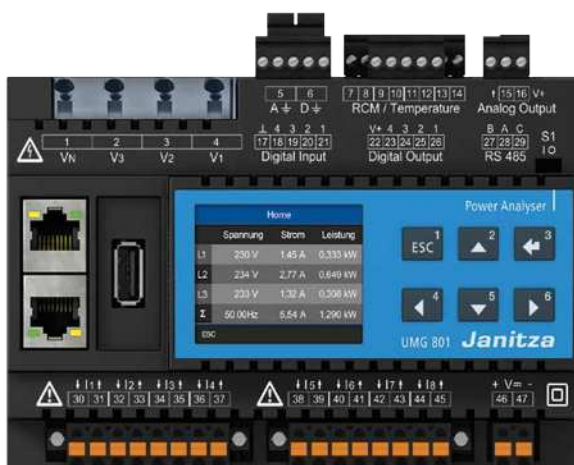 5 6
A ⏚ D ⏚
7 8 9 10 11 12 13 14
RCM / Temperature
↑ 15 16 V+
Analog Output
1 2 3 4
VN V3 V2 V1
⊥ 4 3 2 1
17 18 19 20 21
Digital Input
V+ 4 3 2 1
22 23 24 25 26
Digital Output
B A C
27 28 29
RS 485
S1
I O
Power Analyser
Home
Spannung Strom Leistung
L1 230 V 1,45 A 0,333 kW
L2 234 V 2,77 A 0,649 kW
L3 233 V 1,32 A 0,308 kW
Σ 50.00Hz 5,54 A 1,290 kW
ESC
ESC 1 2 3
4 5 6
UMG 801 Janitza
↓ I1 ↑ ↓ I2 ↑ ↓ I3 ↑ ↓ I4 ↑
30 31 32 33 34 35 36 37
↓ I5 ↑ ↓ I6 ↑ ↓ I7 ↑ ↓ I8 ↑
38 39 40 41 42 43 44 45
+ V= -
46 47